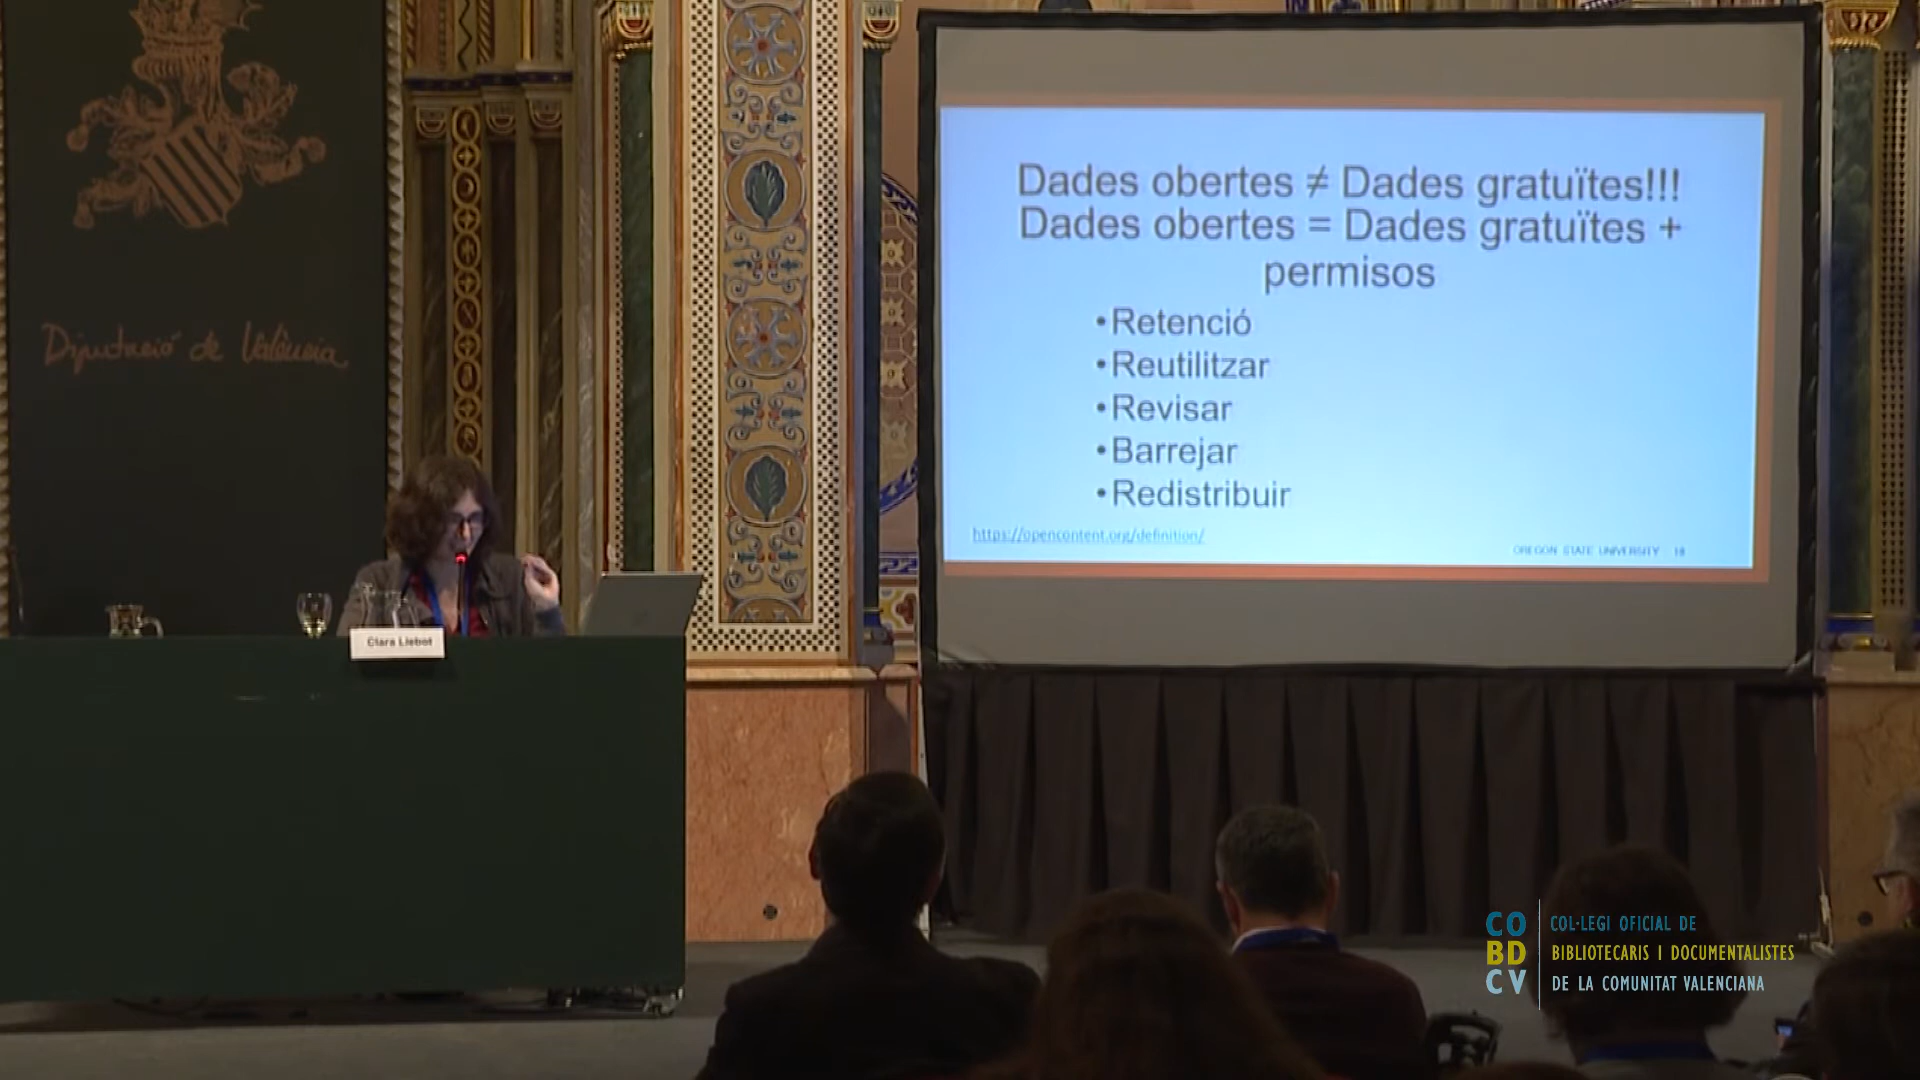 Diputació de València
Dades obertes ≠ Dades gratuïtes!!!
Dades obertes = Dades gratuïtes +
permisos
•Retenció
•Reutilitzar
•Revisar
•Barrejar
•Redistribuir
https://opencontent.org/definition/
OREGON STATE UNIVERSITY 18
Clara Llebot
CO
BD
CV
COL·LEGI OFICIAL DE
BIBLIOTECARIS I DOCUMENTALISTES
DE LA COMUNITAT VALENCIANA